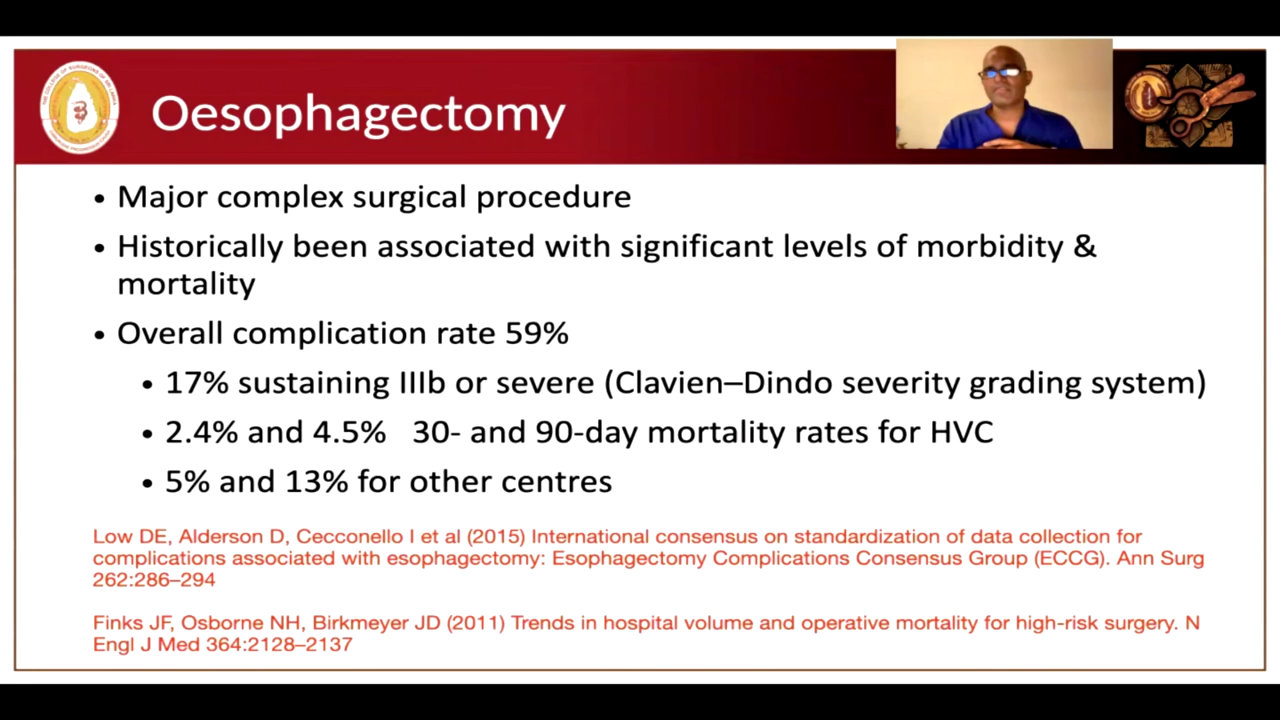 Oesophagectomy
• Major complex surgical procedure
• Historically been associated with significant levels of morbidity &
mortality
• Overall complication rate 59%
• 17% sustaining IIIb or severe (Clavien–Dindo severity grading system)
• 2.4% and 4.5% 30- and 90-day mortality rates for HVC
• 5% and 13% for other centres
Low DE, Alderson D, Cecconello I et al (2015) International consensus on standardization of data collection for
complications associated with esophagectomy: Esophagectomy Complications Consensus Group (ECCG). Ann Surg
262:286–294
Finks JF, Osborne NH, Birkmeyer JD (2011) Trends in hospital volume and operative mortality for high-risk surgery. N
Engl J Med 364:2128–2137